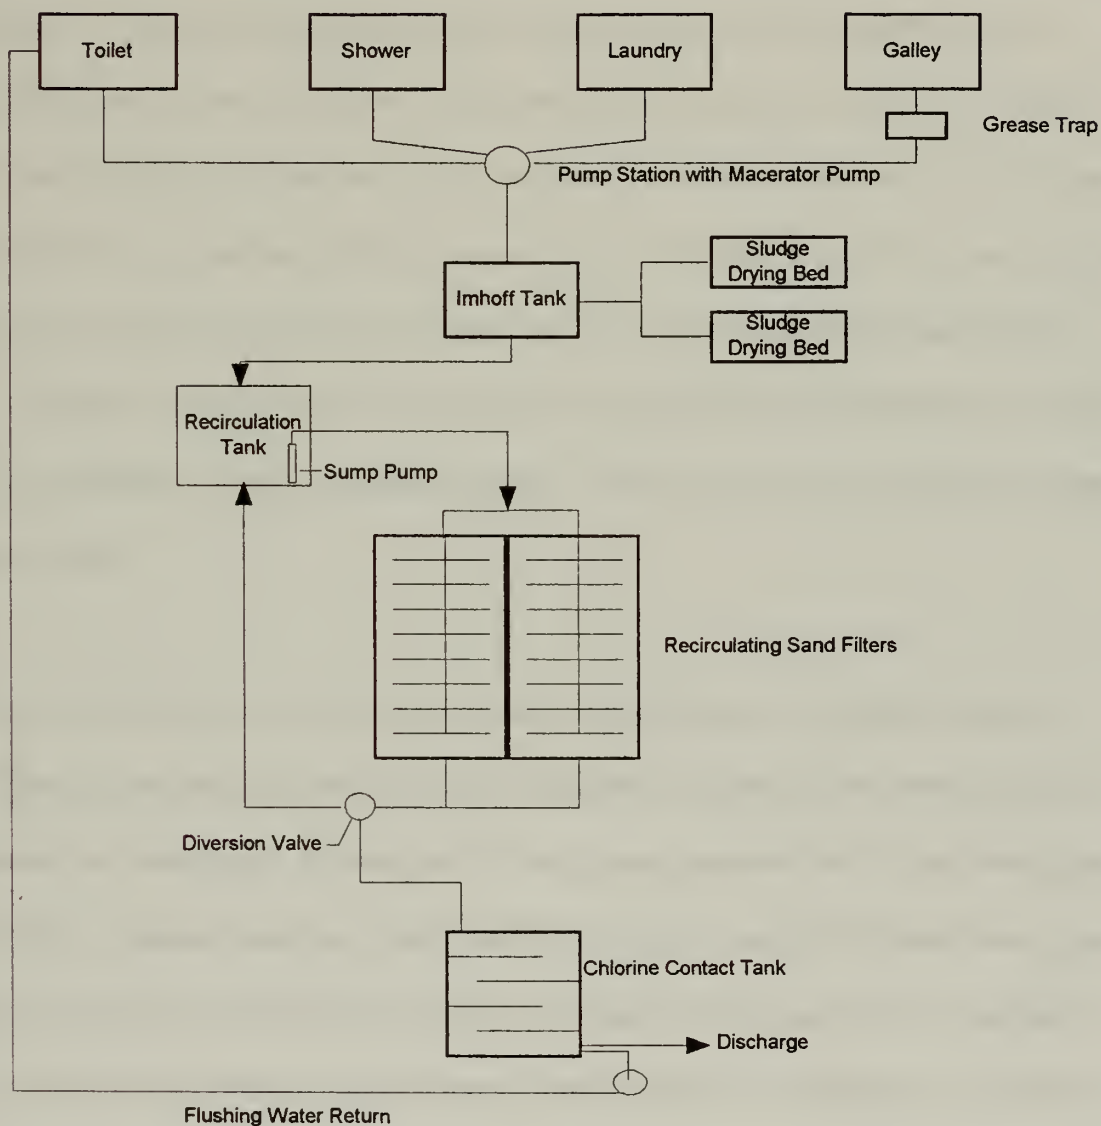 Toilet
Shower
Laundry
Galley
Grease Trap
Pump Station with Macerator Pump
Sludge
Drying Bed
Imhoff Tank
Sludge
Drying Bed
Recirculation
Tank
Sump Pump
Recirculating Sand Filters
Diversion Valve
Chlorine Contact Tank
Discharge
Flushing Water Return